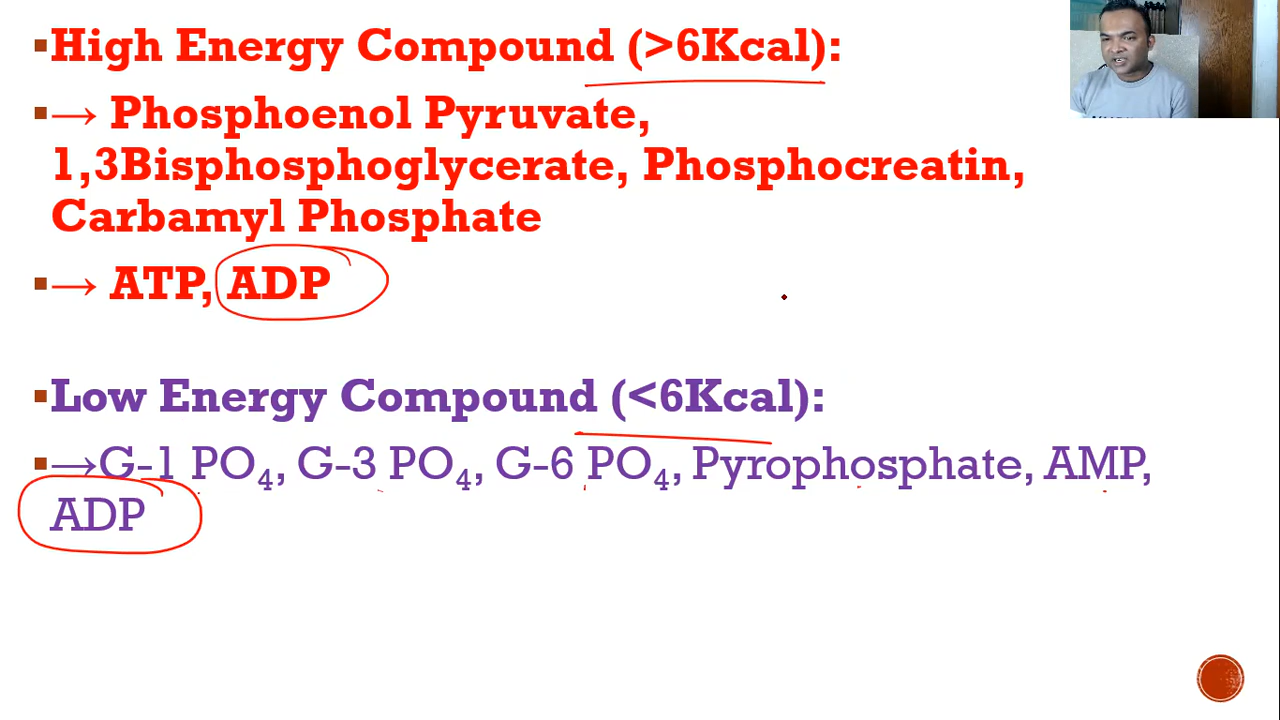 ▪High Energy Compound (>6Kcal):
▪→ Phosphoenol Pyruvate,
1,3Bisphosphoglycerate, Phosphocreatin,
Carbamyl Phosphate
▪→ ATP, ADP
▪Low Energy Compound (<6Kcal):
▪→G-1 PO₄, G-3 PO₄, G-6 PO₄, Pyrophosphate, AMP,
ADP